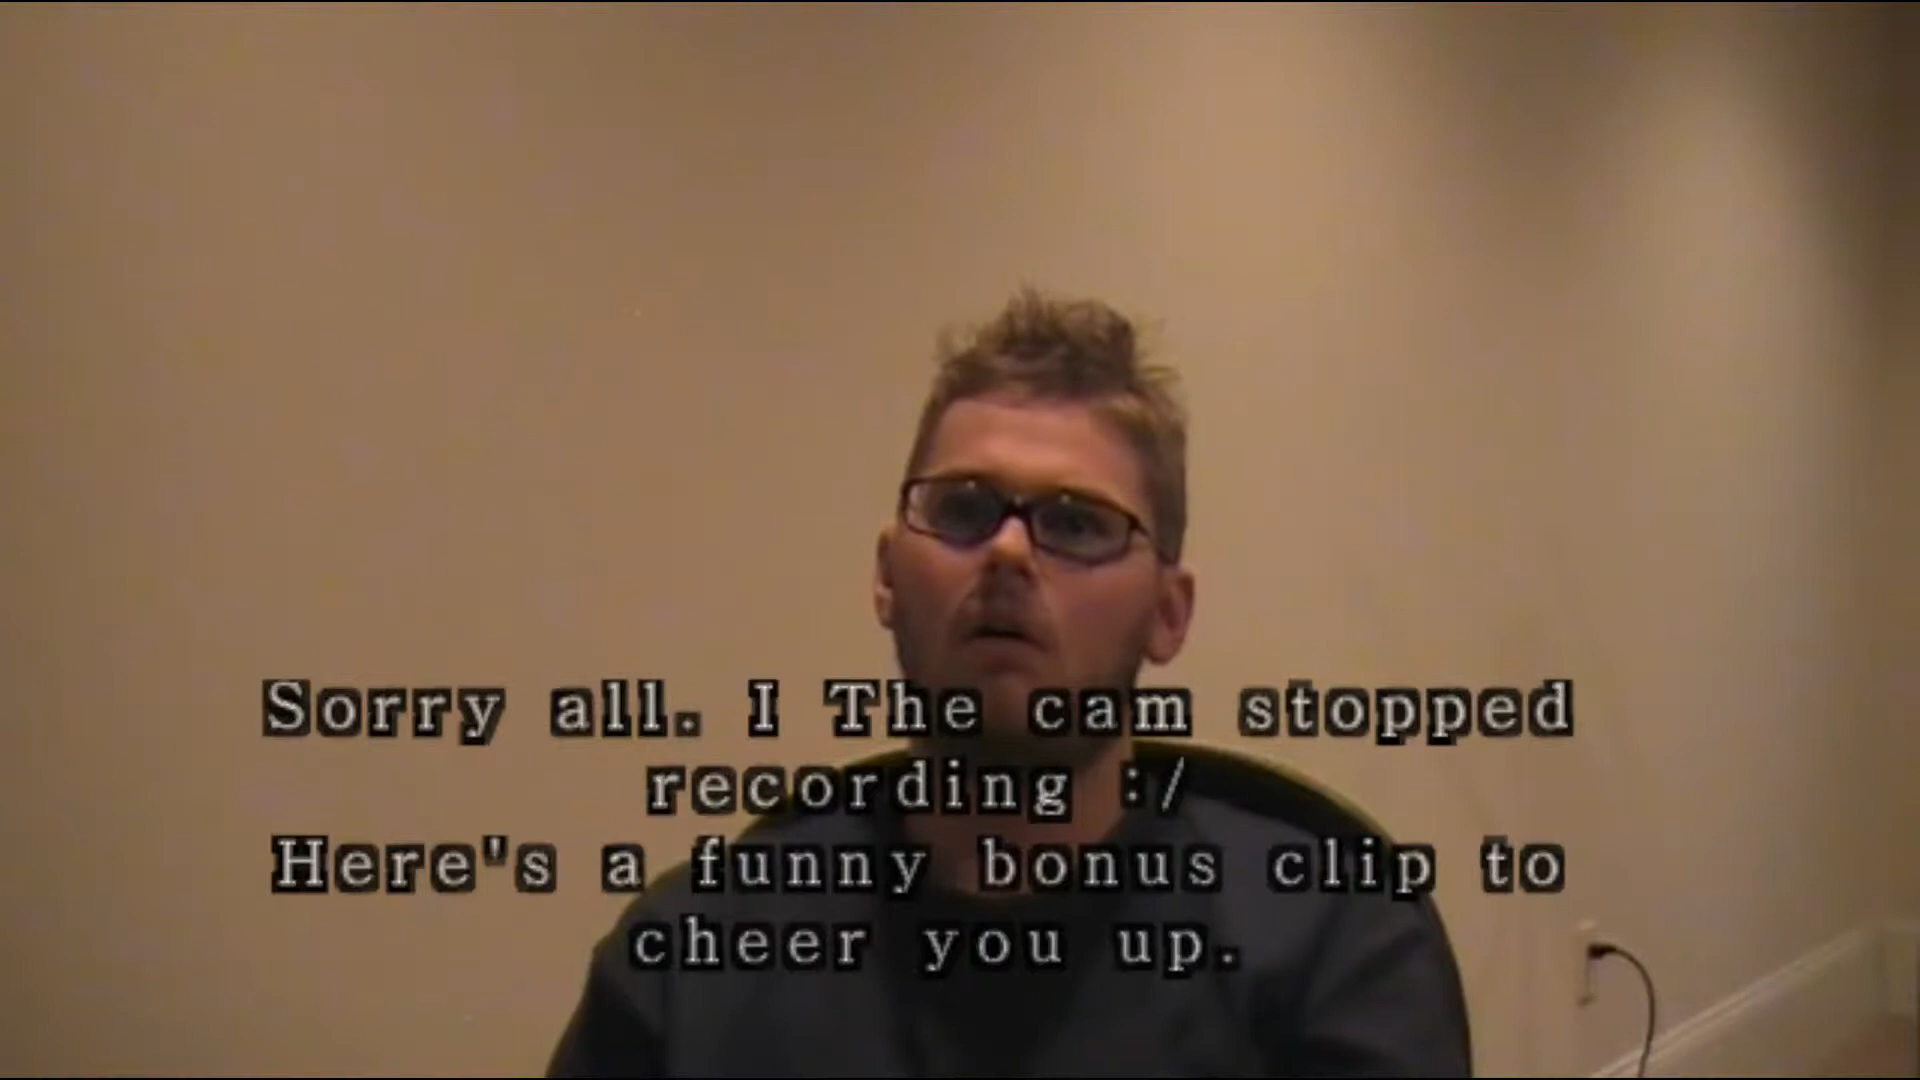 Sorry all. I The cam stopped
recording :/
Here's a funny bonus clip to
cheer you up.